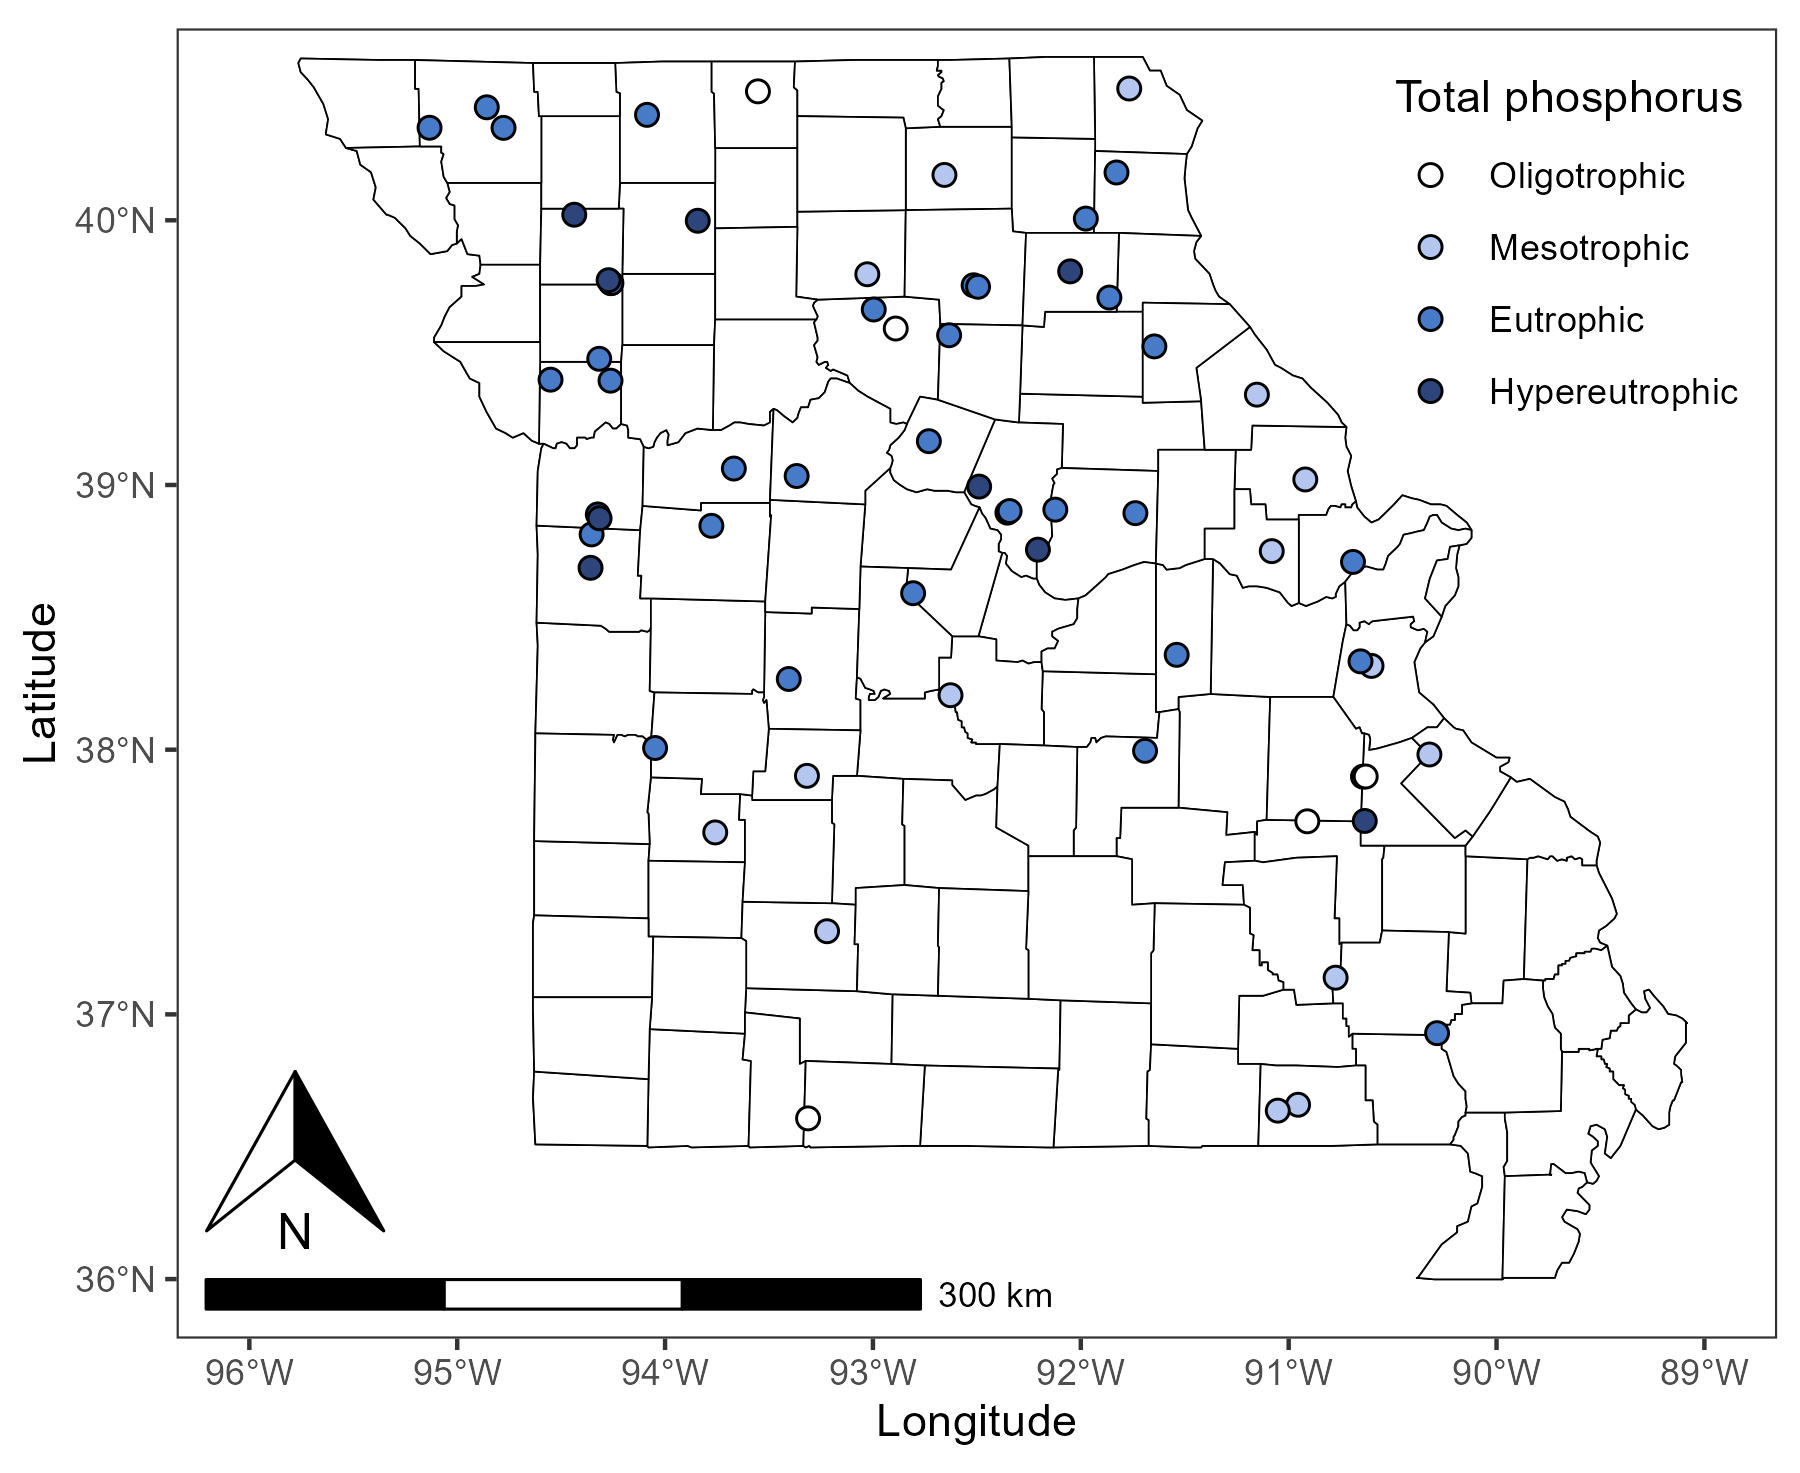 Total phosphorus
Oligotrophic
Mesotrophic
Eutrophic
Hypereutrophic
Latitude
40°N
39°N
38°N
37°N
36°N
N
300 km
96°W 95°W 94°W 93°W 92°W 91°W 90°W 89°W
Longitude